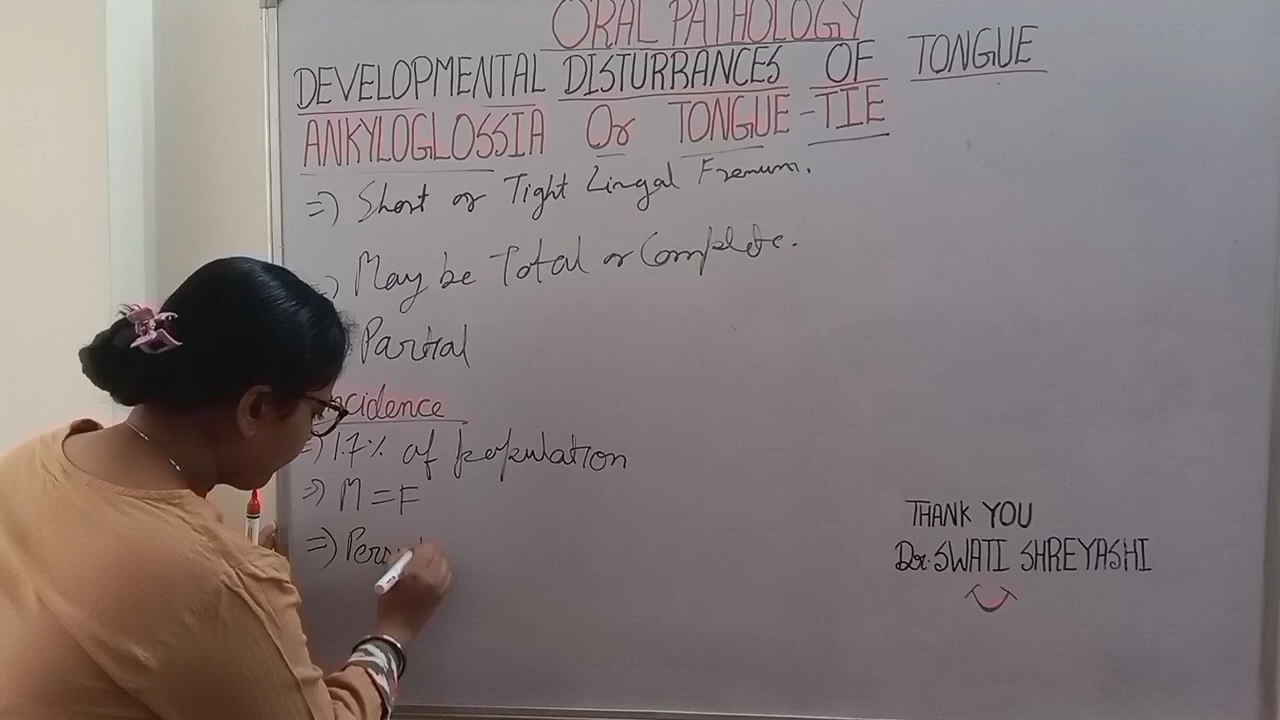 ORAL PATHOLOGY
DEVELOPMENTAL DISTURBANCES OF TONGUE
ANKYLOGLOSSIA Or TONGUE-TIE
=) Short or Tight Lingal Frenum.
=) May be Total or Complete.
Partial
ncidence
=) 1.7% of population
=) M = F
=)
THANK YOU
Dr. SWATI SHREYASHI